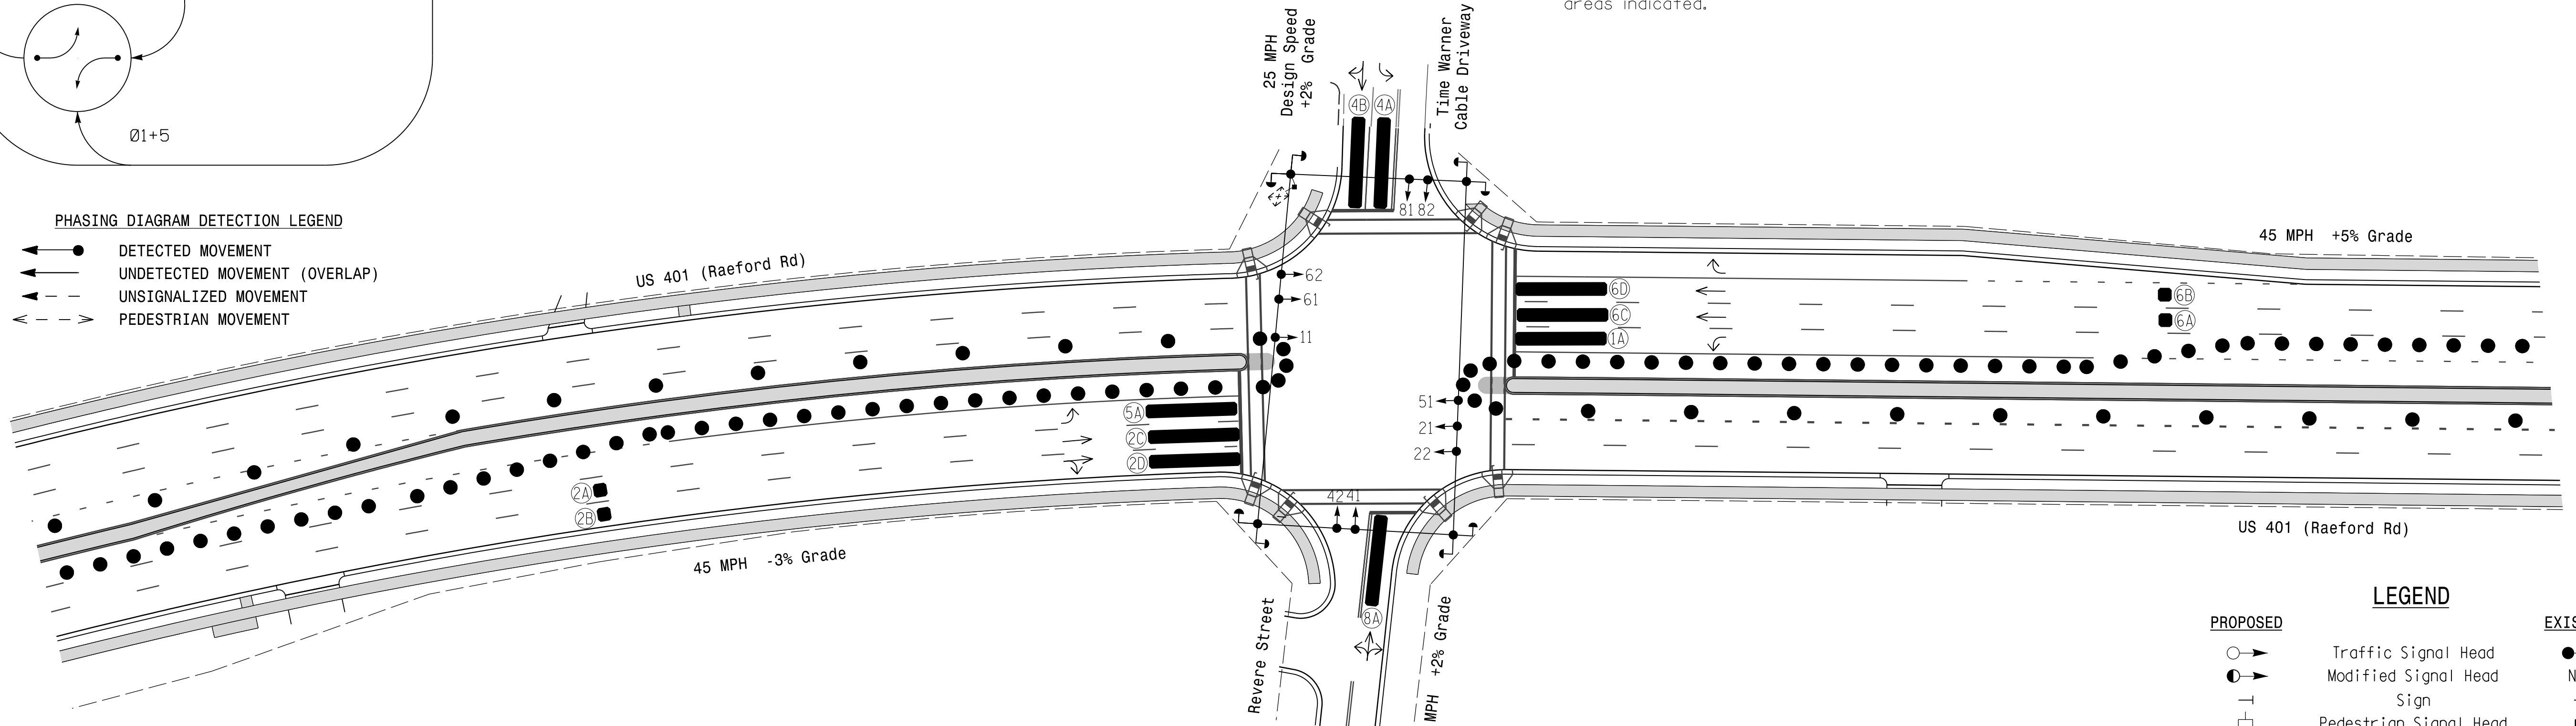 areas indicated.
Ø1+5
PHASING DIAGRAM DETECTION LEGEND
DETECTED MOVEMENT
UNDETECTED MOVEMENT (OVERLAP)
UNSIGNALIZED MOVEMENT
PEDESTRIAN MOVEMENT
25 MPH
Design Speed
+2% Grade
Time Warner
Cable Driveway
4B
4A
81 82
US 401 (Raeford Rd)
45 MPH +5% Grade
62
61
11
6D
6C
1A
6B
6A
5A
2C
2D
51
21
22
2A
2B
42 41
8A
45 MPH -3% Grade
US 401 (Raeford Rd)
Revere Street
MPH +2% Grade
LEGEND
PROPOSED
Traffic Signal Head
Modified Signal Head
Sign
Pedestrian Signal Head